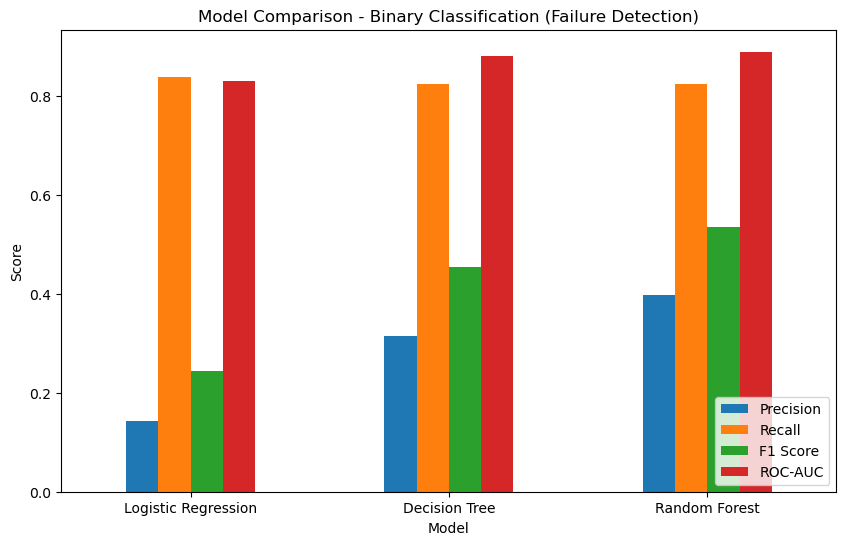 Model Comparison - Binary Classification (Failure Detection)
Score
0.8
0.6
0.4
0.2
0.0
Precision
Recall
F1 Score
ROC-AUC
Logistic Regression
Decision Tree
Random Forest
Model